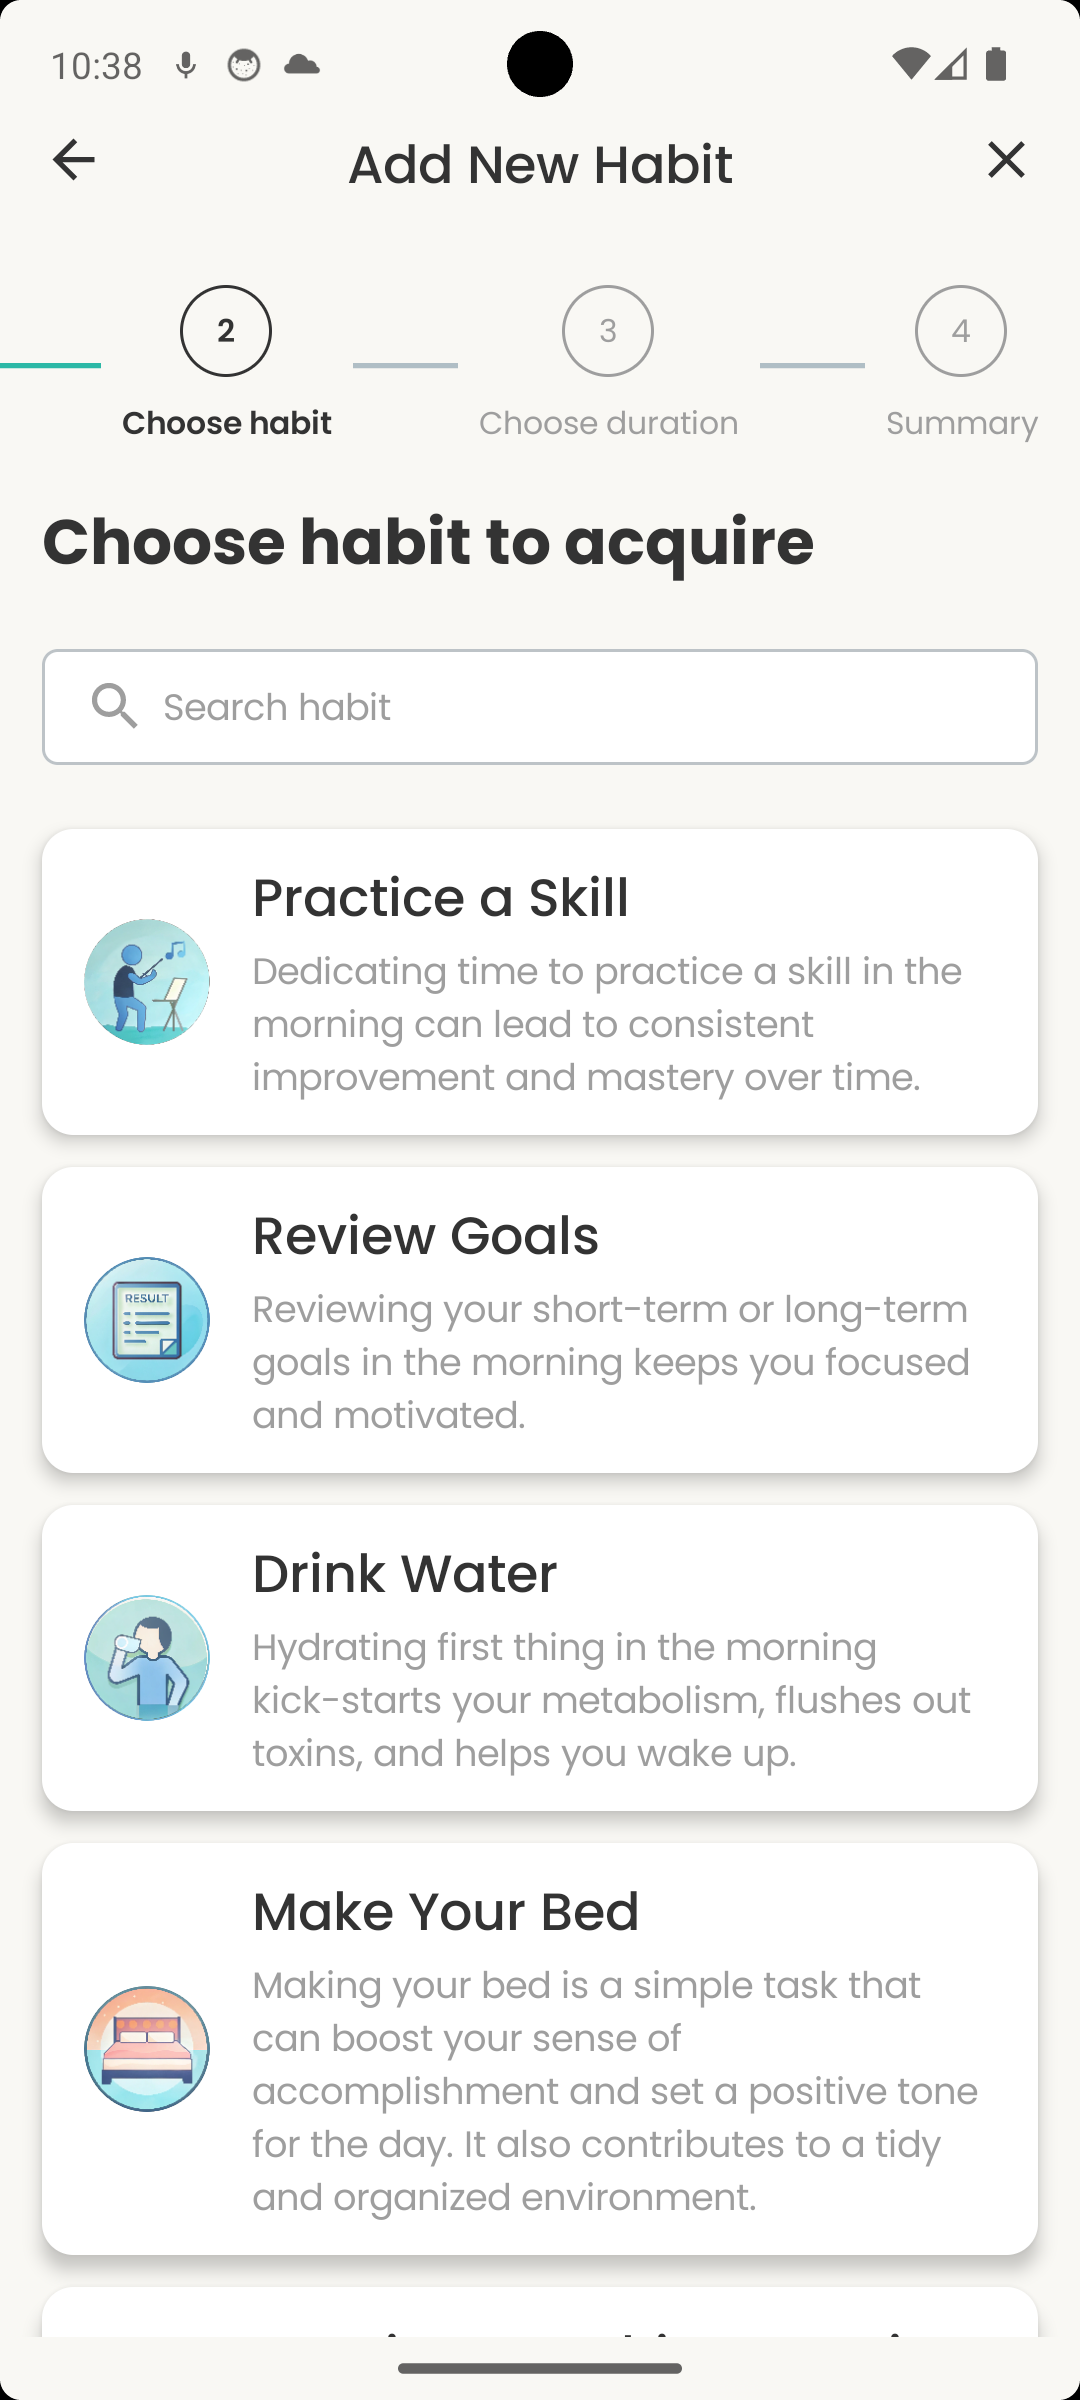 10:38
Add New Habit
2
3
4
Choose habit
Choose duration
Summary
Choose habit to acquire
Search habit
Practice a Skill
Dedicating time to practice a skill in the
morning can lead to consistent
improvement and mastery over time.
RESULT
Review Goals
Reviewing your short-term or long-term
goals in the morning keeps you focused
and motivated.
Drink Water
Hydrating first thing in the morning
kick-starts your metabolism, flushes out
toxins, and helps you wake up.
Make Your Bed
Making your bed is a simple task that
can boost your sense of
accomplishment and set a positive tone
for the day. It also contributes to a tidy
and organized environment.